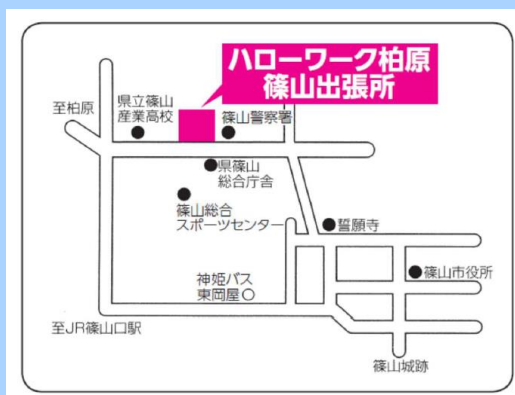 ハローワーク柏原
篠山出張所
至柏原
県立篠山
産業高校
篠山警察署
県篠山
総合庁舎
篠山総合
スポーツセンター
誓願寺
神姫バス
東岡屋
篠山市役所
至JR篠山口駅
篠山城跡